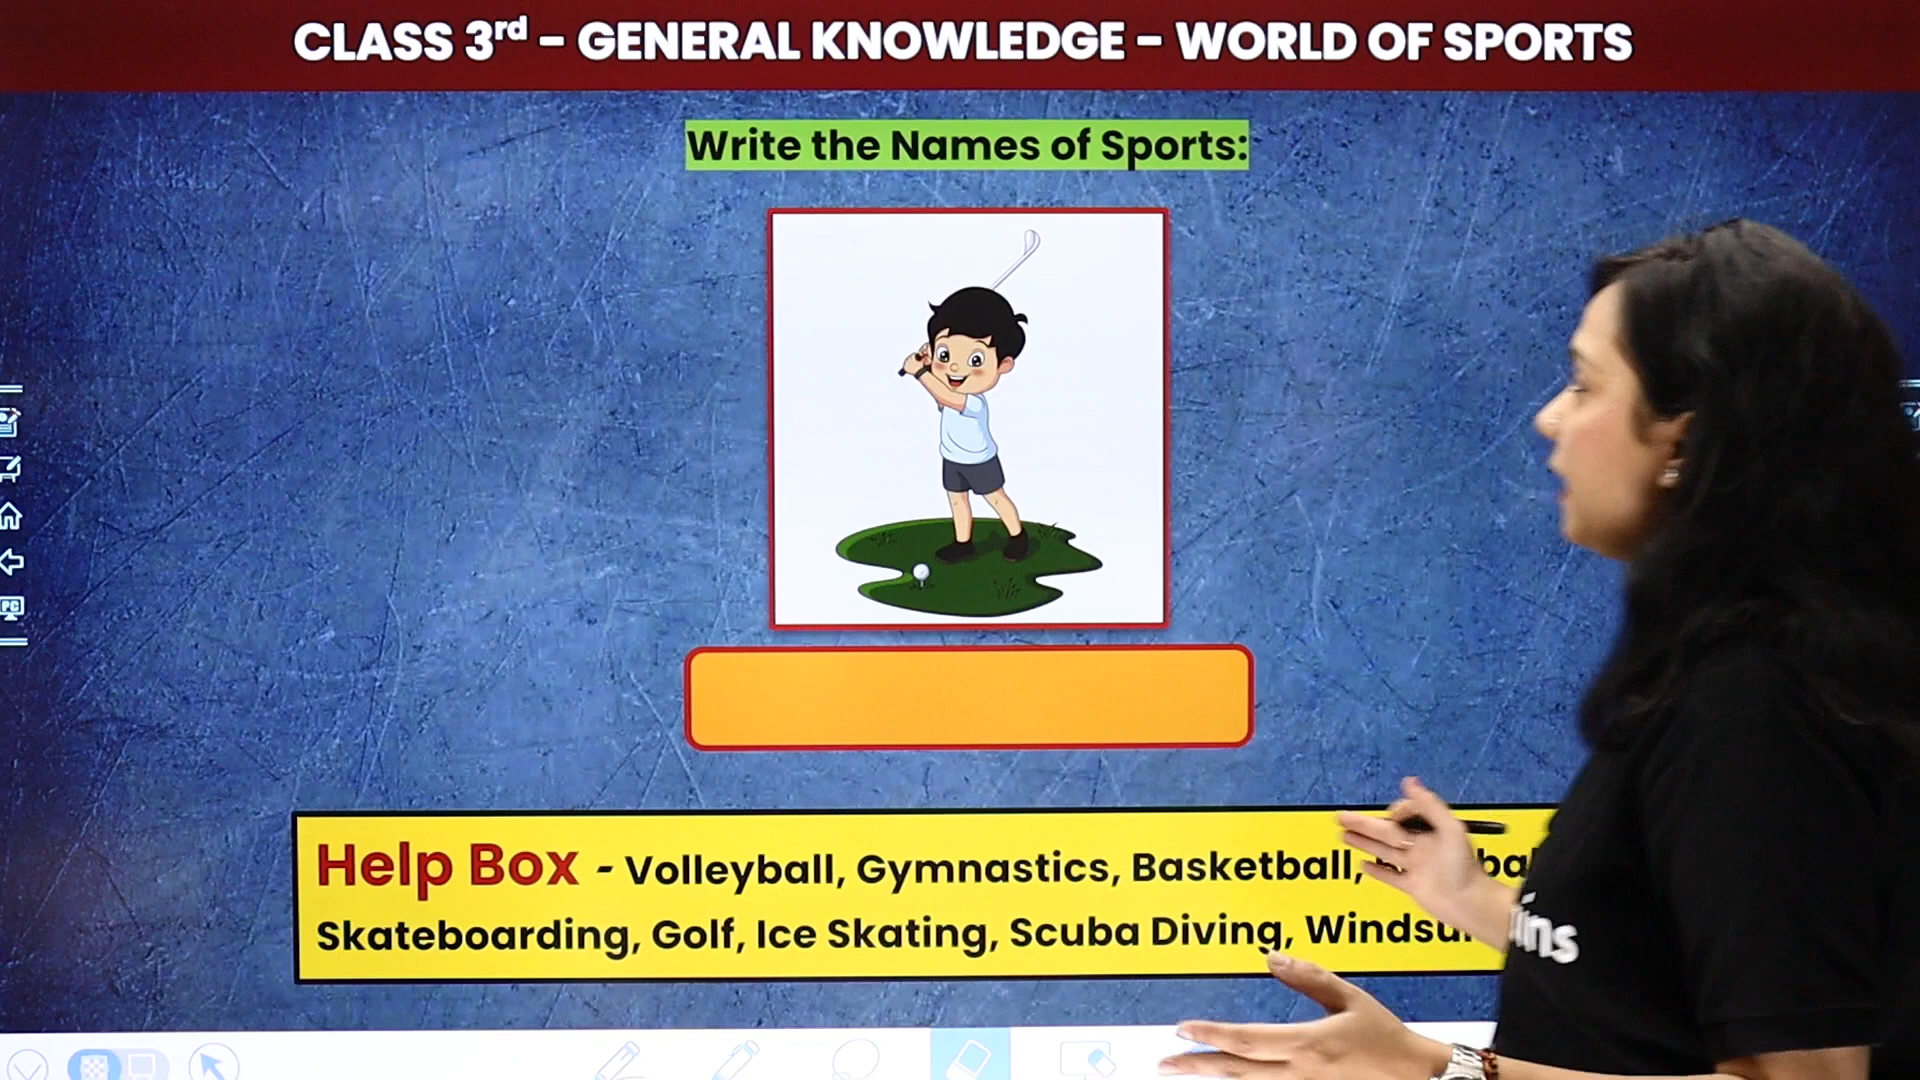 CLASS 3rd - GENERAL KNOWLEDGE - WORLD OF SPORTS
Write the Names of Sports:
Help Box - Volleyball, Gymnastics, Basketball,
Skateboarding, Golf, Ice Skating, Scuba Diving,
PC